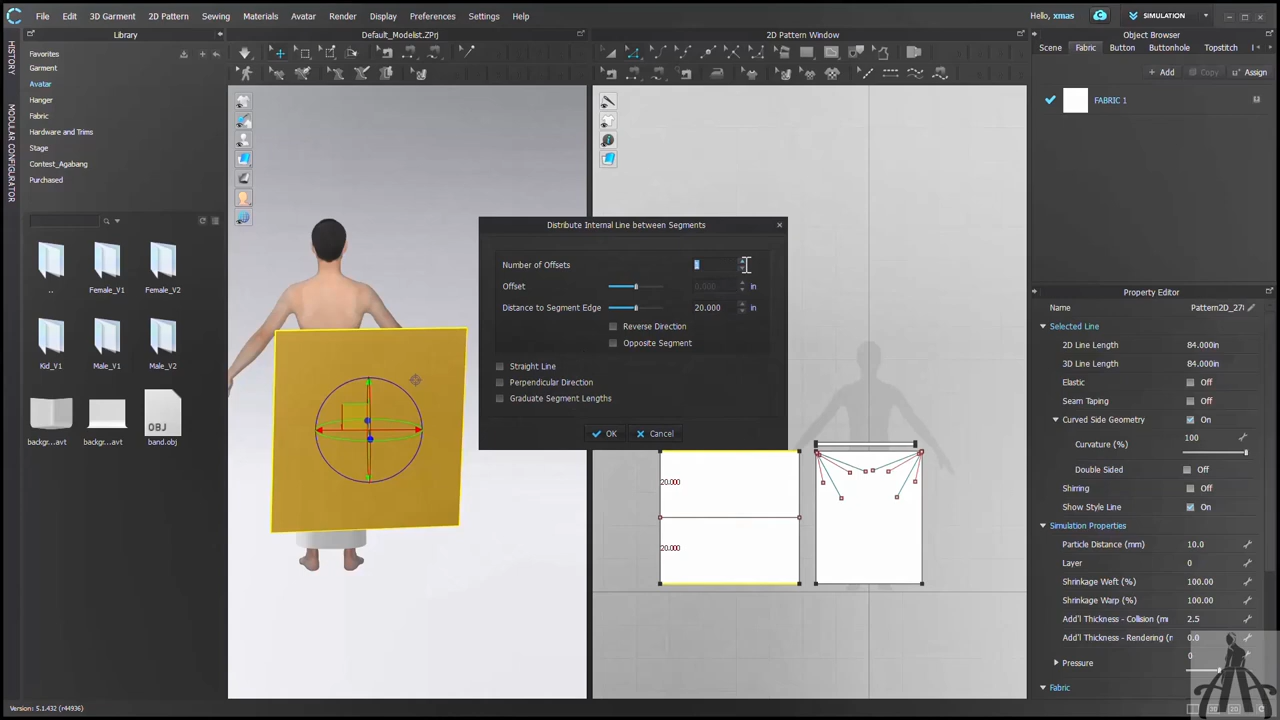 File Edit 3D Garment 2D Pattern Sewing Materials Avatar Render Display Preferences Settings Help
Hello, xmas
SIMULATION
Library
Default_Modelist.ZPrj
2D Pattern Window
Object Browser
HISTORY
MODULAR CONFIGURATOR
Favorites
Garment
Avatar
Hanger
Fabric
Hardware and Trims
Stage
Contest_Agabang
Purchased
..
Female_V1
Female_V2
Kid_V1
Male_V1
Male_V2
backgr...avt
backgr...avt
OBJ
band.obj
Distribute Internal Line between Segments
Number of Offsets
Offset 0.000 in
Distance to Segment Edge 20.000 in
Reverse Direction
Opposite Segment
Straight Line
Perpendicular Direction
Graduate Segment Lengths
OK Cancel
20.000
20.000
Scene Fabric Button Buttonhole Topstitch
Add Copy Assign
FABRIC 1
Property Editor
Name
Selected Line
2D Line Length 84.000in
3D Line Length 84.000in
Elastic Off
Seam Taping Off
Curved Side Geometry On
Curvature (%) 100
Double Sided Off
Shirring Off
Show Style Line On
Simulation Properties
Particle Distance (mm) 10.0
Layer 0
Shrinkage Weft (%) 100.00
Shrinkage Warp (%) 100.00
Add'l Thickness - Collision (m 2.5
Add'l Thickness - Rendering (n 0.0
Pressure 0
Fabric
Version: 5.1.432 (r44936)
3D 2D